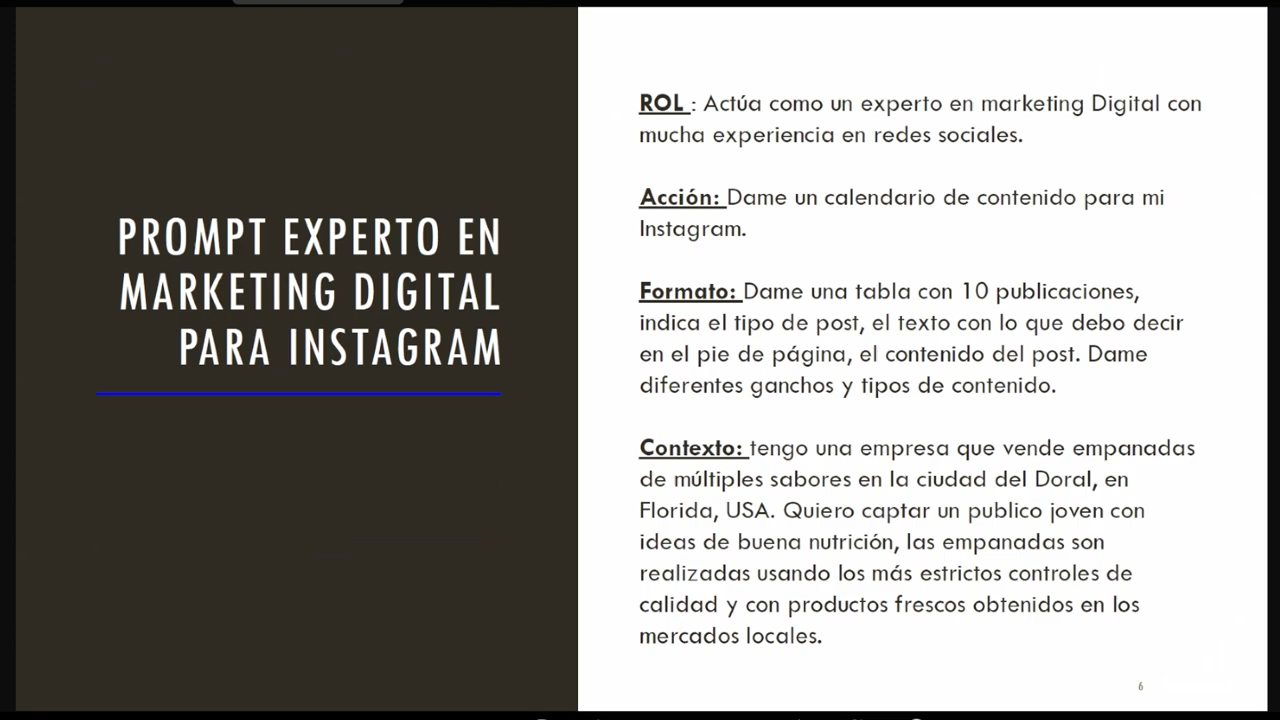 PROMPT EXPERTO EN
MARKETING DIGITAL
PARA INSTAGRAM
ROL : Actúa como un experto en marketing Digital con
mucha experiencia en redes sociales.
Acción: Dame un calendario de contenido para mi
Instagram.
Formato: Dame una tabla con 10 publicaciones,
indica el tipo de post, el texto con lo que debo decir
en el pie de página, el contenido del post. Dame
diferentes ganchos y tipos de contenido.
Contexto: tengo una empresa que vende empanadas
de múltiples sabores en la ciudad del Doral, en
Florida, USA. Quiero captar un publico joven con
ideas de buena nutrición, las empanadas son
realizadas usando los más estrictos controles de
calidad y con productos frescos obtenidos en los
mercados locales.
6